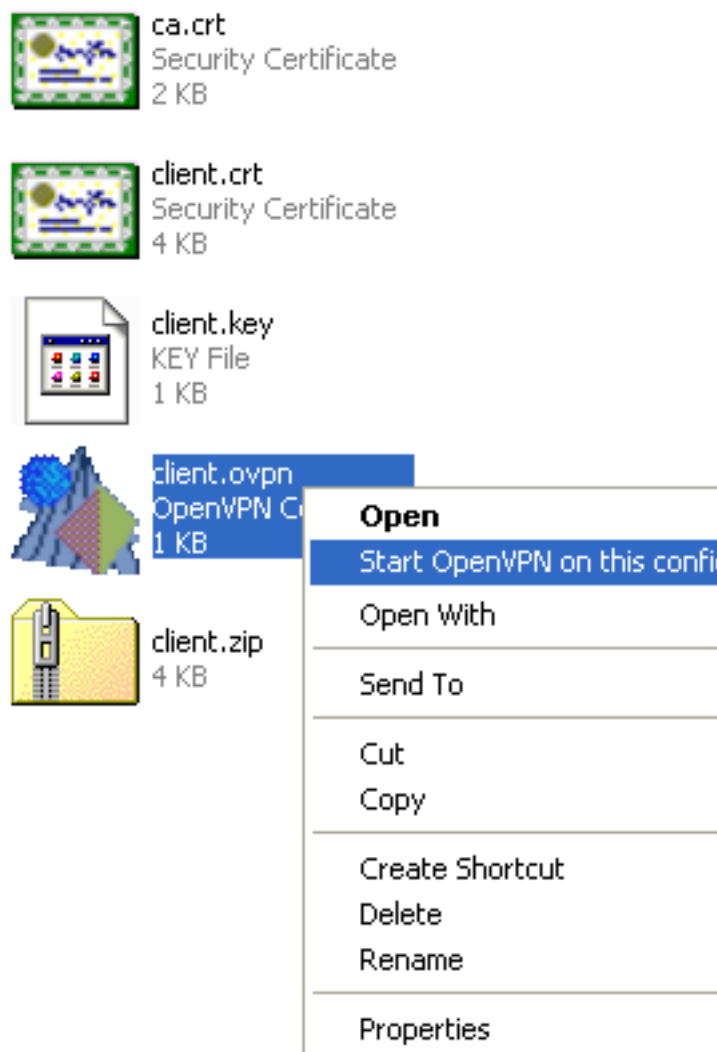 ca.crt
Security Certificate
2 KB
client.crt
Security Certificate
4 KB
client.key
KEY File
1 KB
client.ovpn
OpenVPN
1 KB
client.zip
4 KB
Open
Start OpenVPN on this
Open With
Send To
Cut
Copy
Create Shortcut
Delete
Rename
Properties